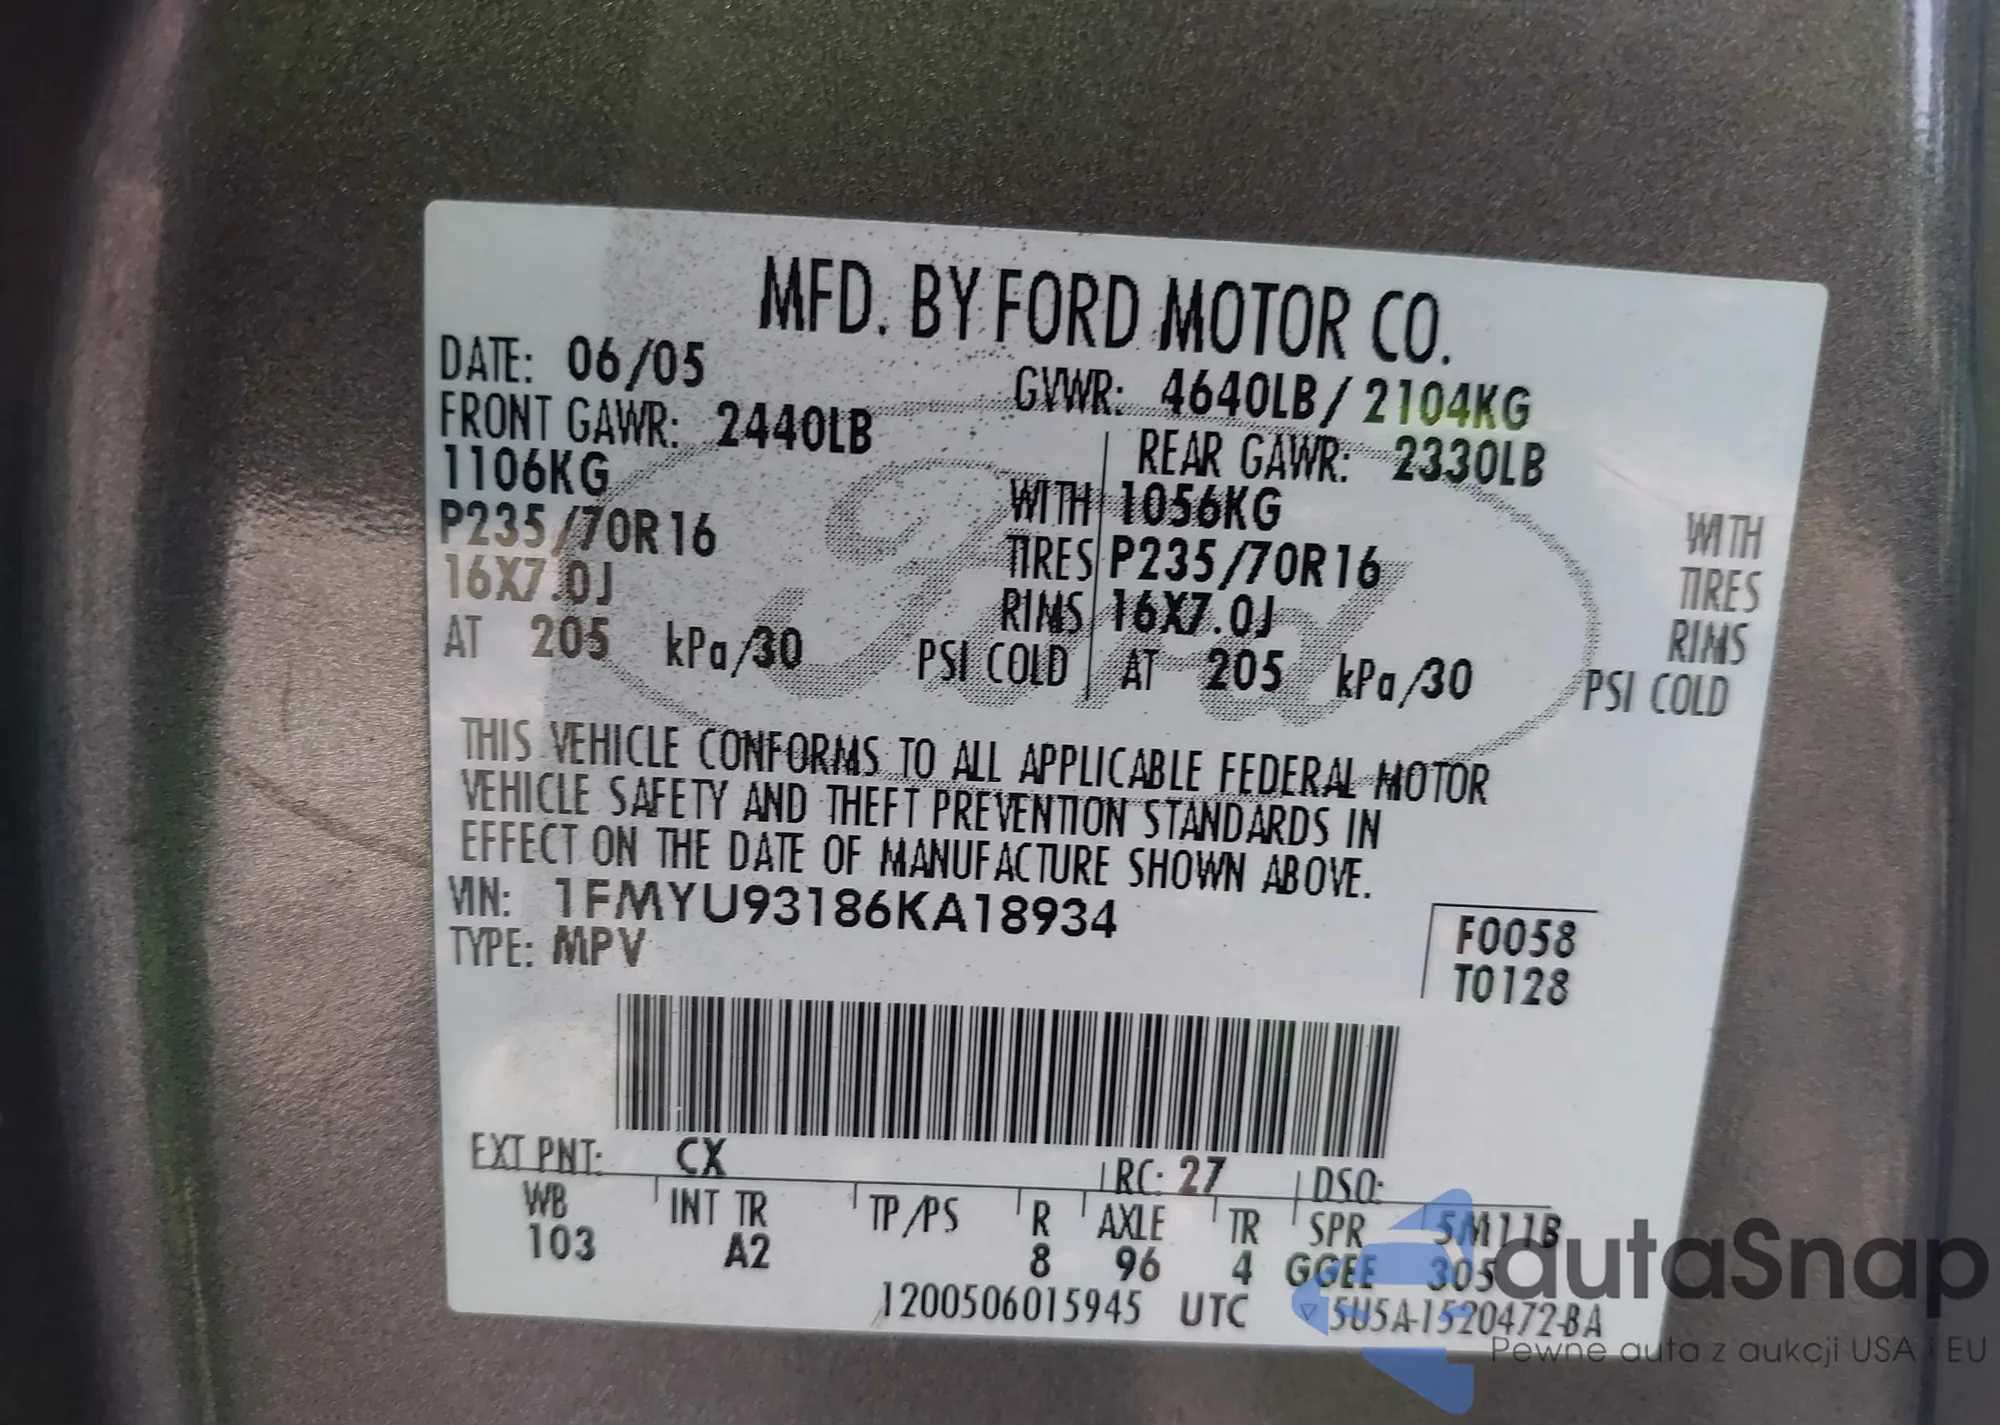 MFD. BY FORD MOTOR CO.
DATE: 06/05
GVWR: 4640LB / 2104KG
FRONT GAWR: 2440LB
REAR GAWR: 2330LB
1106KG WITH 1056KG WITH
P235/70R16 TIRES P235/70R16 TIRES
16X7.0J RIMS 16X7.0J RIMS
AT 205 kPa/30 PSI COLD AT 205 kPa/30 PSI COLD
THIS VEHICLE CONFORMS TO ALL APPLICABLE FEDERAL MOTOR
VEHICLE SAFETY AND THEFT PREVENTION STANDARDS IN
EFFECT ON THE DATE OF MANUFACTURE SHOWN ABOVE.
VIN: 1FMYU93186KA18934
TYPE: MPV
F0058
T0128
EXT PNT: CX RC: 27 DSO:
WB INT TR TP/PS R AXLE TR SPR 5M11B
103 A2 8 96 4 GGEE 305
1200506015945 UTC 5U5A-1520472-BA
Ford
autaSnap
Pewne auta z aukcji USA i EU